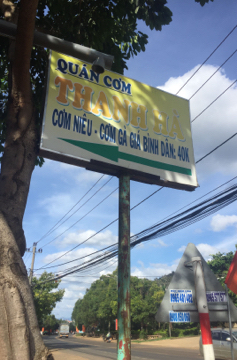 QUÁN CƠM
THANH HÀ
CƠM NIÊU - CƠM GÀ GIÁ BÌNH DÂN: 40K